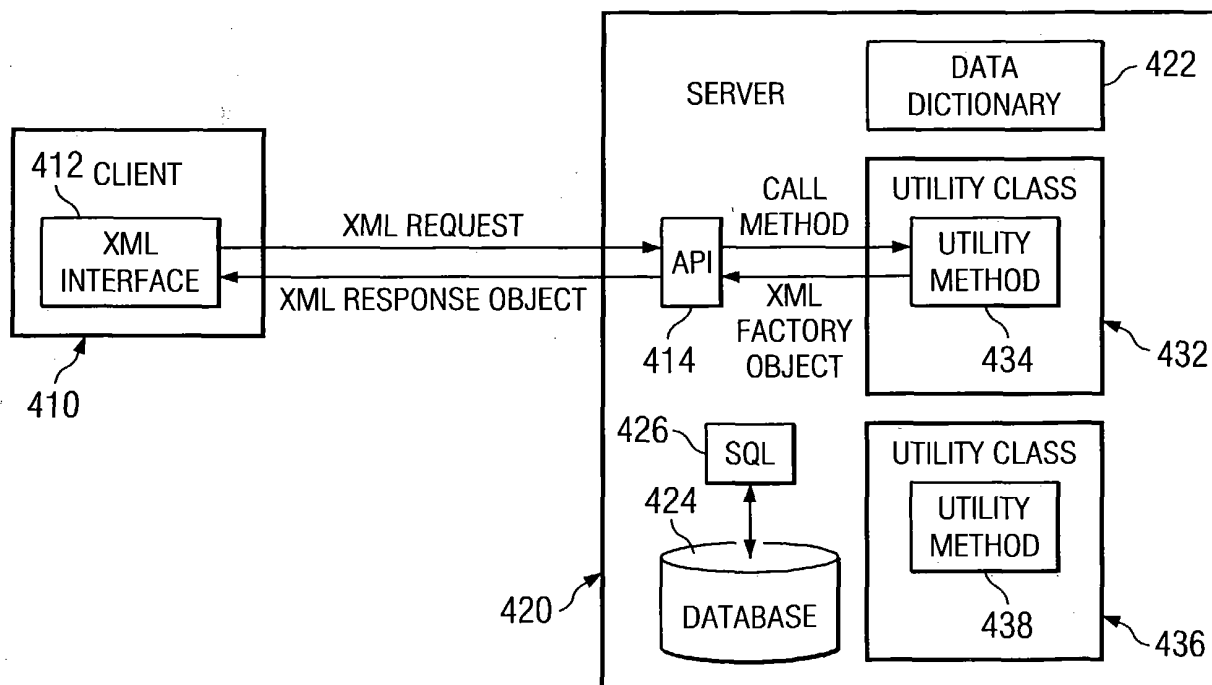 SERVER
DATA
DICTIONARY
422
412
CLIENT
XML
INTERFACE
410
XML REQUEST
XML RESPONSE OBJECT
API
414
CALL
METHOD
XML
FACTORY
OBJECT
UTILITY CLASS
UTILITY
METHOD
434
432
426
SQL
424
DATABASE
420
UTILITY CLASS
UTILITY
METHOD
438
436